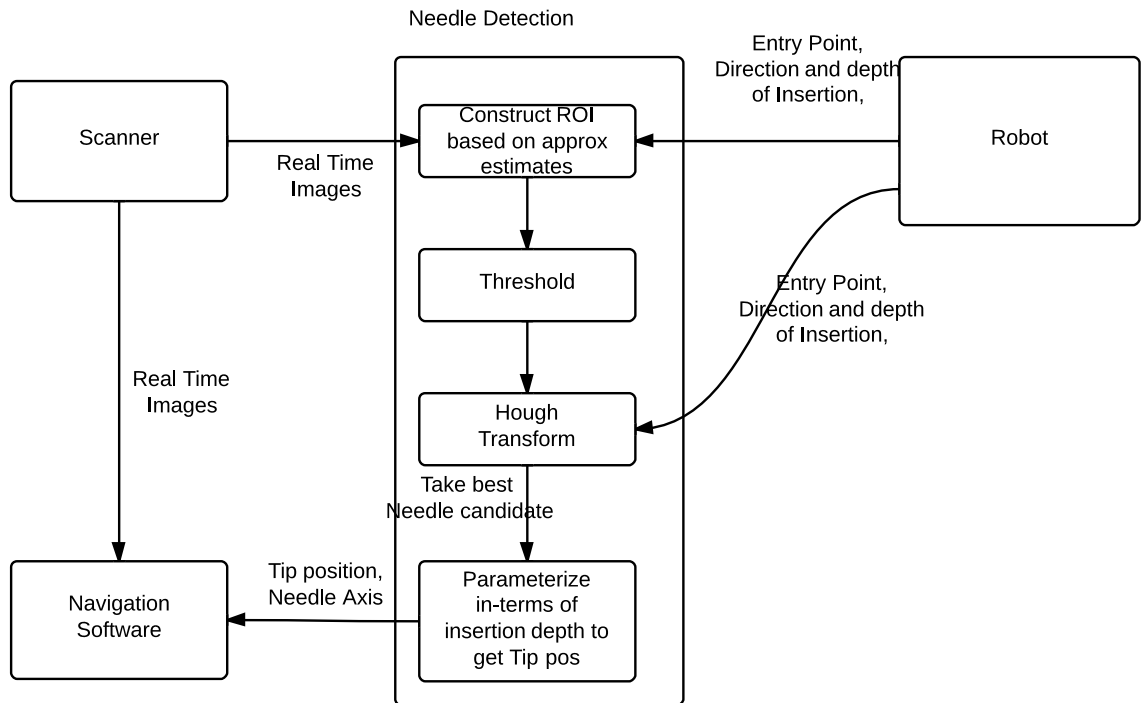 Needle Detection
Entry Point,
Direction and depth
of Insertion,
Scanner
Construct ROI
based on approx
estimates
Robot
Real Time
Images
Threshold
Entry Point,
Direction and depth
of Insertion,
Real Time
Images
Hough
Transform
Take best
Needle candidate
Tip position,
Needle Axis
Navigation
Software
Parameterize
in-terms of
insertion depth to
get Tip pos